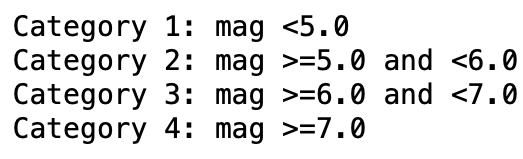 Category 1: mag <5.0
Category 2: mag >=5.0 and <6.0
Category 3: mag >=6.0 and <7.0
Category 4: mag >=7.0